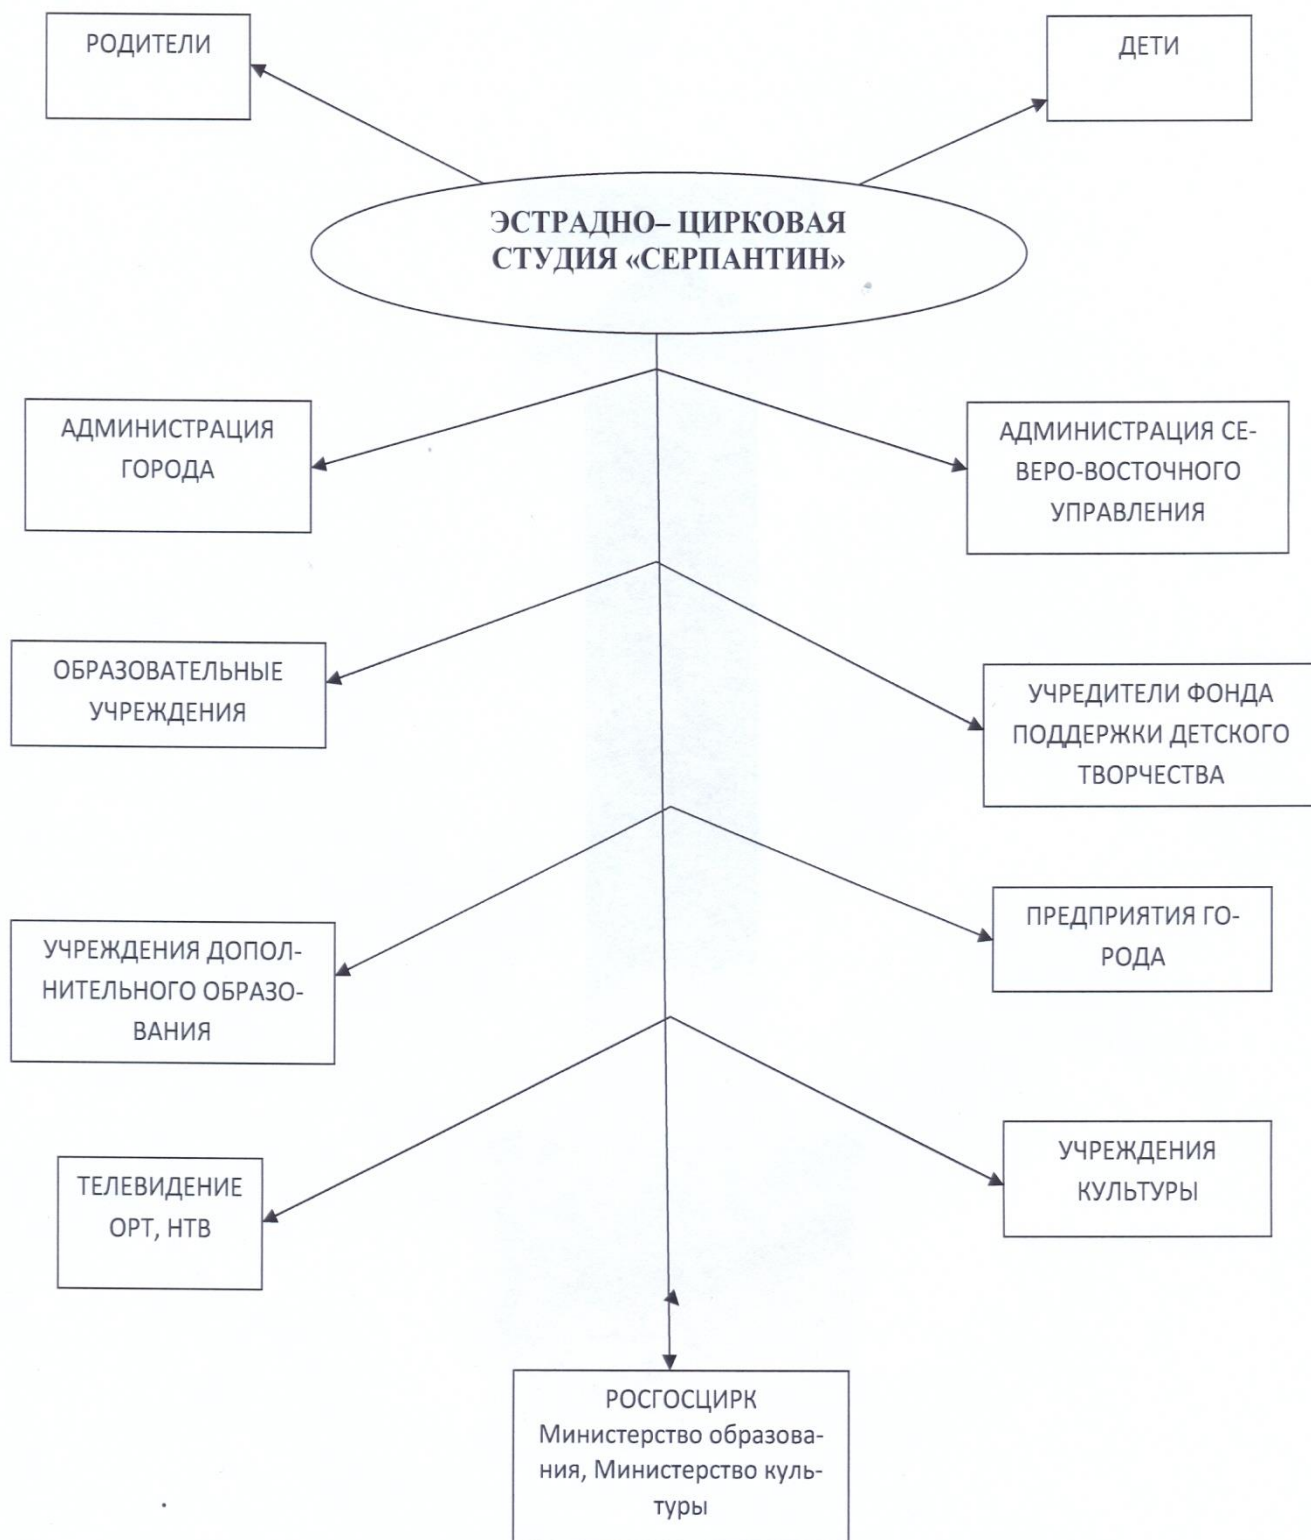 РОДИТЕЛИ
ДЕТИ
ЭСТРАДНО– ЦИРКОВАЯ
СТУДИЯ «СЕРПАНТИН»
АДМИНИСТРАЦИЯ
ГОРОДА
АДМИНИСТРАЦИЯ СЕ-
ВЕРО-ВОСТОЧНОГО
УПРАВЛЕНИЯ
ОБРАЗОВАТЕЛЬНЫЕ
УЧРЕЖДЕНИЯ
УЧРЕДИТЕЛИ ФОНДА
ПОДДЕРЖКИ ДЕТСКОГО
ТВОРЧЕСТВА
УЧРЕЖДЕНИЯ ДОПОЛ-
НИТЕЛЬНОГО ОБРАЗО-
ВАНИЯ
ПРЕДПРИЯТИЯ ГО-
РОДА
ТЕЛЕВИДЕНИЕ
ОРТ, НТВ
УЧРЕЖДЕНИЯ
КУЛЬТУРЫ
РОСГОСЦИРК
Министерство образова-
ния, Министерство куль-
туры